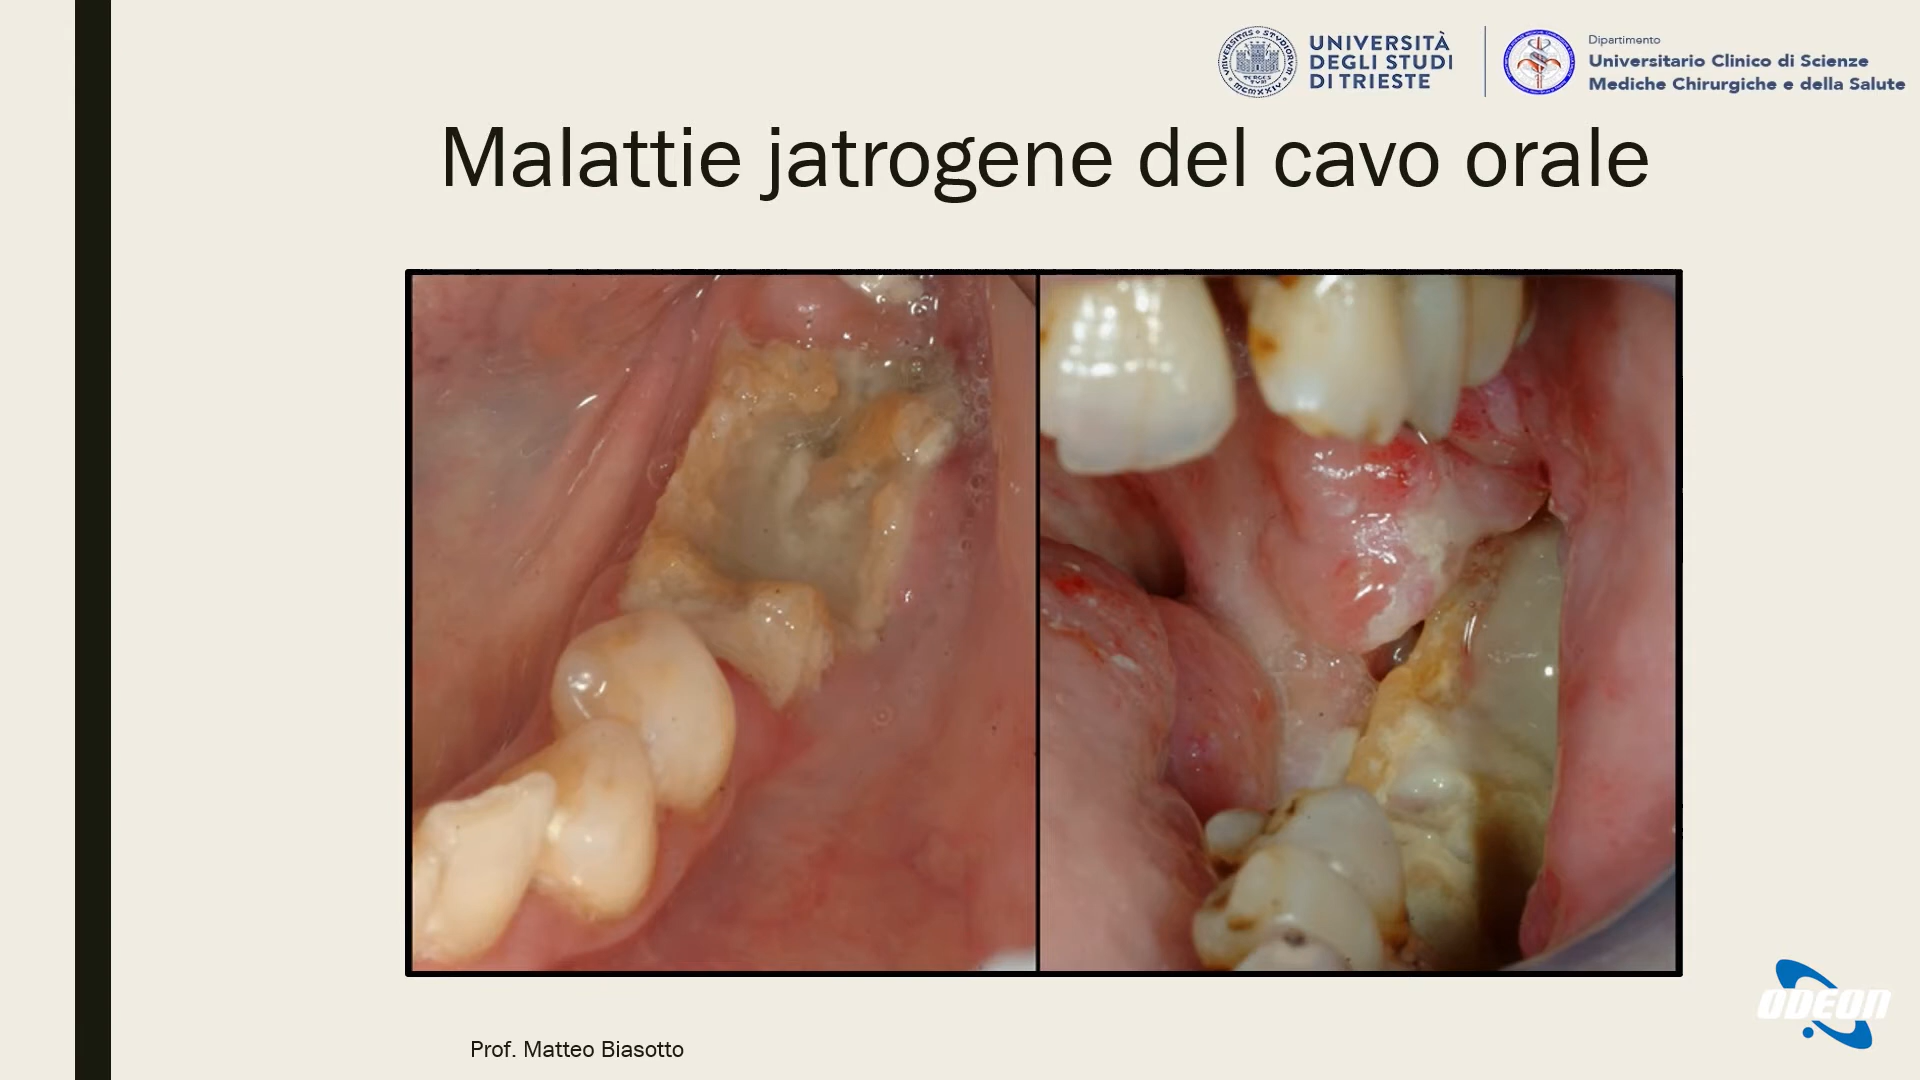 UNIVERSITÀ
DEGLI STUDI
DI TRIESTE
Dipartimento
Universitario Clinico di Scienze
Mediche Chirurgiche e della Salute
Malattie jatrogene del cavo orale
Prof. Matteo Biasotto
ODEON